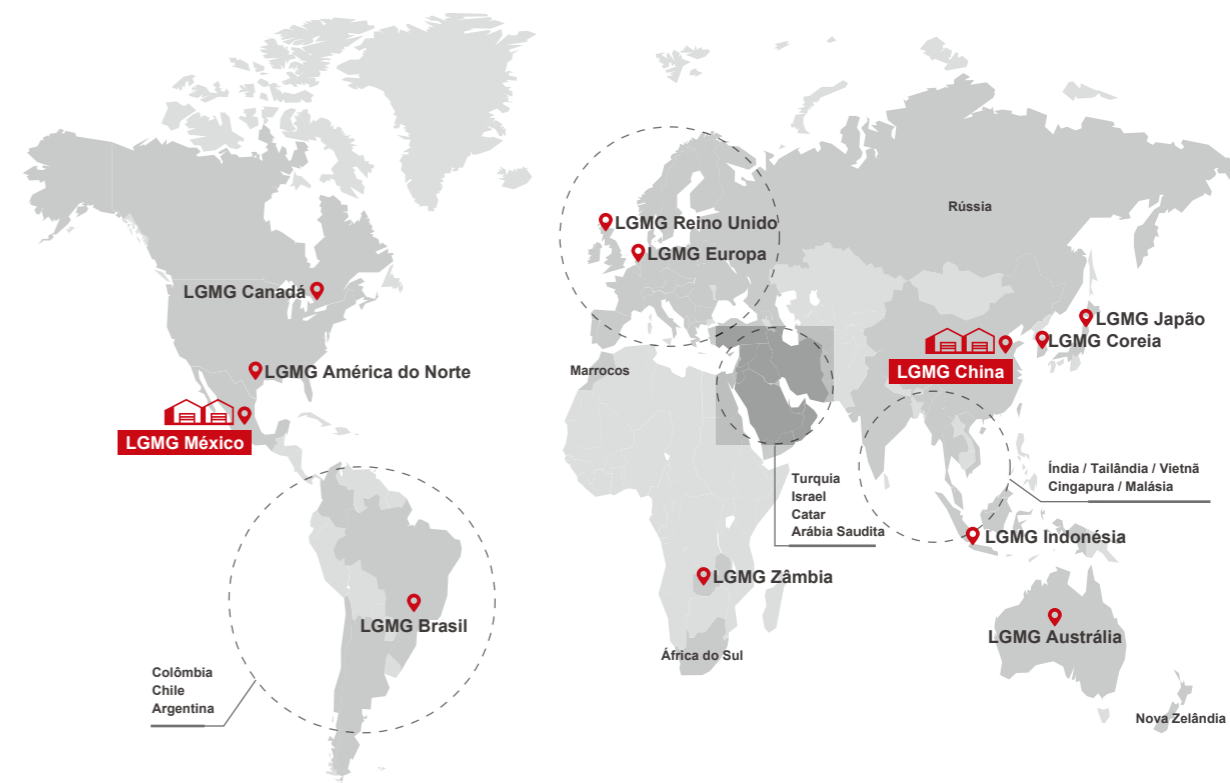 Rússia
LGMG Reino Unido
LGMG Europa
LGMG Canadá
LGMG Japão
LGMG Coreia
LGMG China
LGMG América do Norte
Marrocos
LGMG México
Turquia
Israel
Catar
Arábia Saudita
Índia / Tailândia / Vietnã
Cingapura / Malásia
LGMG Indonésia
LGMG Zâmbia
LGMG Brasil
LGMG Austrália
África do Sul
Colômbia
Chile
Argentina
Nova Zelândia